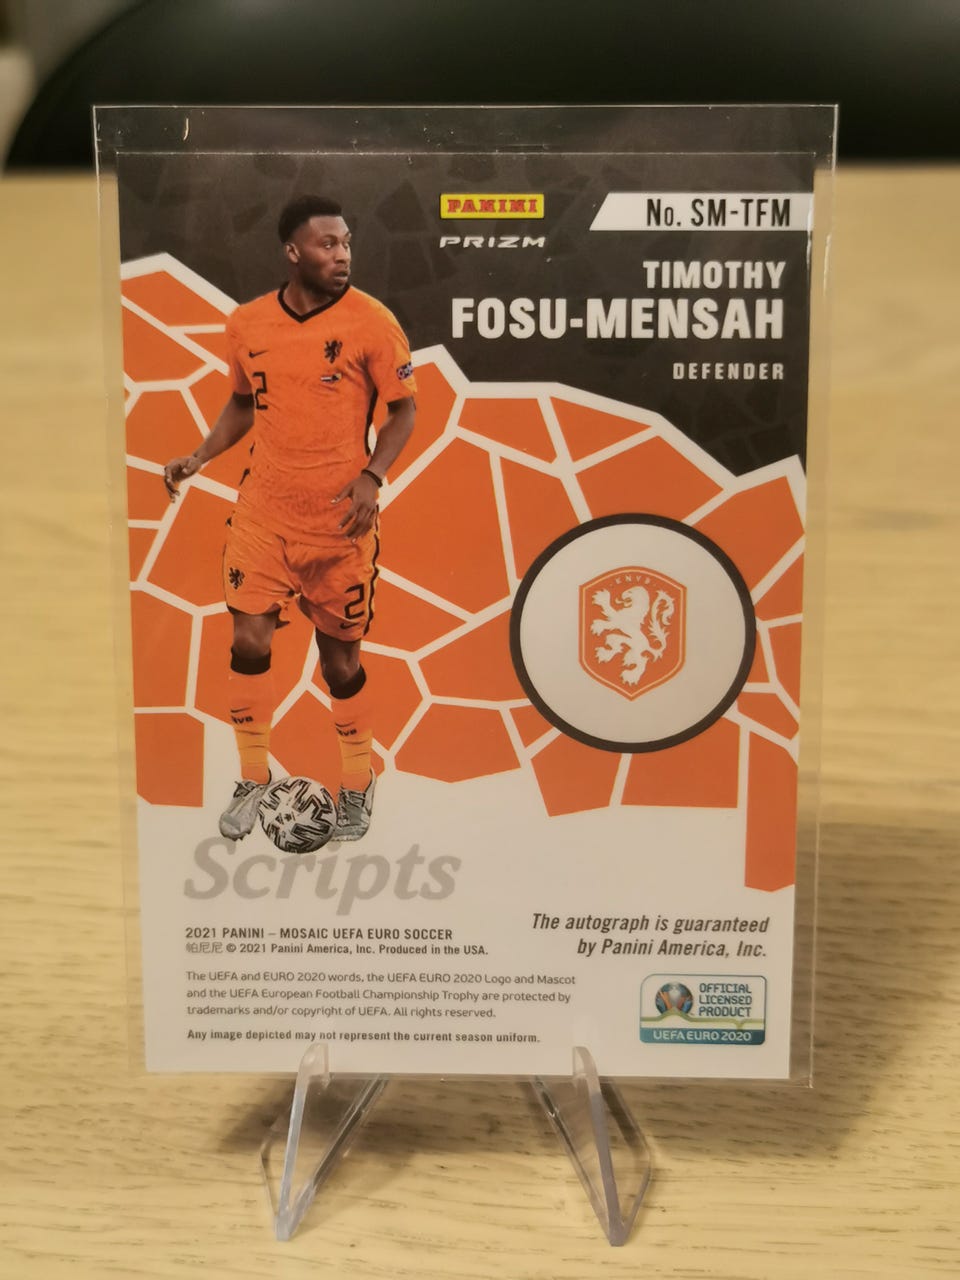 PANINI
PRIZM
No. SM-TFM
TIMOTHY
FOSU-MENSAH
DEFENDER
2
2
KNVB
Scripts
2021 PANINI – MOSAIC UEFA EURO SOCCER
帕尼尼 © 2021 Panini America, Inc. Produced in the USA.
The UEFA and EURO 2020 words, the UEFA EURO 2020 Logo and Mascot
and the UEFA European Football Championship Trophy are protected by
trademarks and/or copyright of UEFA. All rights reserved.
Any image depicted may not represent the current season uniform.
The autograph is guaranteed
by Panini America, Inc.
OFFICIAL
LICENSED
PRODUCT
UEFA EURO 2020